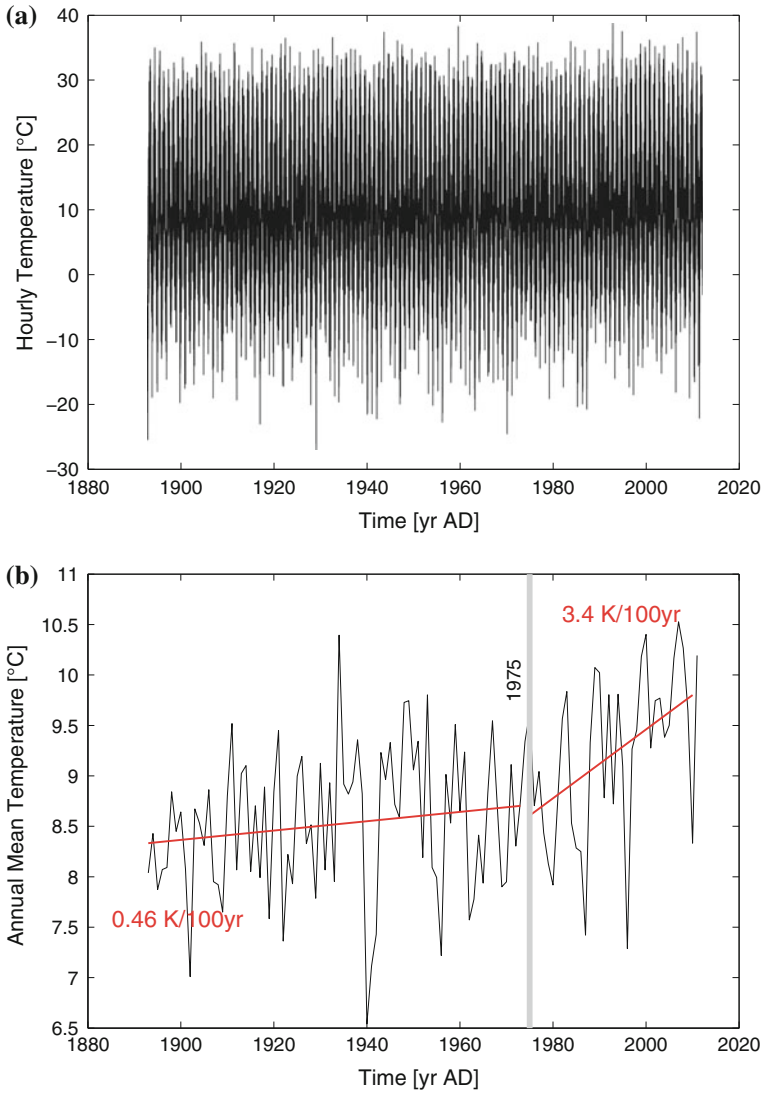 (a)
40
30
20
10
0
−10
−20
−30
Hourly Temperature [°C]
1880 1900 1920 1940 1960 1980 2000 2020
Time [yr AD]
(b)
11
10.5
10
9.5
9
8.5
8
7.5
7
6.5
Annual Mean Temperature [°C]
3.4 K/100yr
1975
0.46 K/100yr
1880 1900 1920 1940 1960 1980 2000 2020
Time [yr AD]